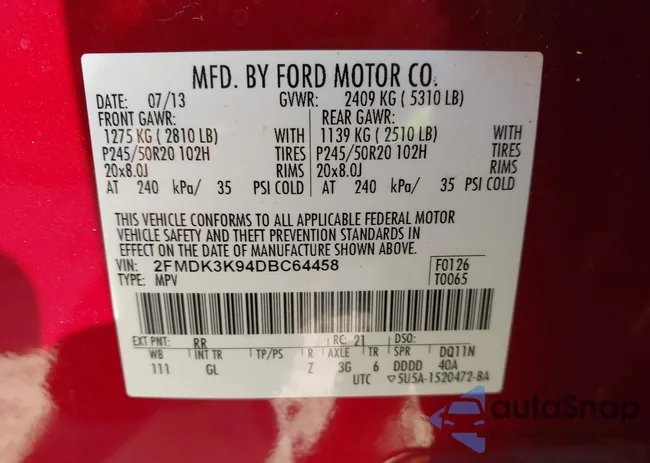 MFD. BY FORD MOTOR CO.
DATE: 07/13 GVWR: 2409 KG ( 5310 LB)
FRONT GAWR: REAR GAWR:
1275 KG ( 2810 LB) WITH 1139 KG ( 2510 LB) WITH
P245/50R20 102H TIRES P245/50R20 102H TIRES
20x8.0J RIMS 20x8.0J RIMS
AT 240 kPa/ 35 PSI COLD AT 240 kPa/ 35 PSI COLD
THIS VEHICLE CONFORMS TO ALL APPLICABLE FEDERAL MOTOR
VEHICLE SAFETY AND THEFT PREVENTION STANDARDS IN
EFFECT ON THE DATE OF MANUFACTURE SHOWN ABOVE.
VIN: 2FMDK3K94DBC64458 F0126
TYPE: MPV T0065
EXT PNT: RR RC: 21 DSO:
WB INT TR TP/PS R AXLE TR SPR DQ11N
111 GL Z 3G 6 DDDD 40A
UTC ▽5U5A-1520472-BA
autoSnap